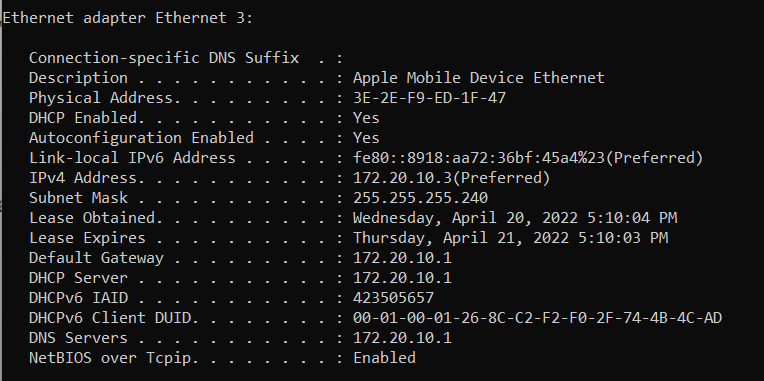 Ethernet adapter Ethernet 3:
Connection-specific DNS Suffix  . :
Description . . . . . . . . . . . : Apple Mobile Device Ethernet
Physical Address. . . . . . . . . : 3E-2E-F9-ED-1F-47
DHCP Enabled. . . . . . . . . . . : Yes
Autoconfiguration Enabled . . . . : Yes
Link-local IPv6 Address . . . . . : fe80::8918:aa72:36bf:45a4%23(Preferred)
IPv4 Address. . . . . . . . . . . : 172.20.10.3(Preferred)
Subnet Mask . . . . . . . . . . . : 255.255.255.240
Lease Obtained. . . . . . . . . . : Wednesday, April 20, 2022 5:10:04 PM
Lease Expires . . . . . . . . . . : Thursday, April 21, 2022 5:10:03 PM
Default Gateway . . . . . . . . . : 172.20.10.1
DHCP Server . . . . . . . . . . . : 172.20.10.1
DHCPv6 IAID . . . . . . . . . . . : 423505657
DHCPv6 Client DUID. . . . . . . . : 00-01-00-01-26-8C-C2-F2-F0-2F-74-4B-4C-AD
DNS Servers . . . . . . . . . . . : 172.20.10.1
NetBIOS over Tcpip. . . . . . . . : Enabled